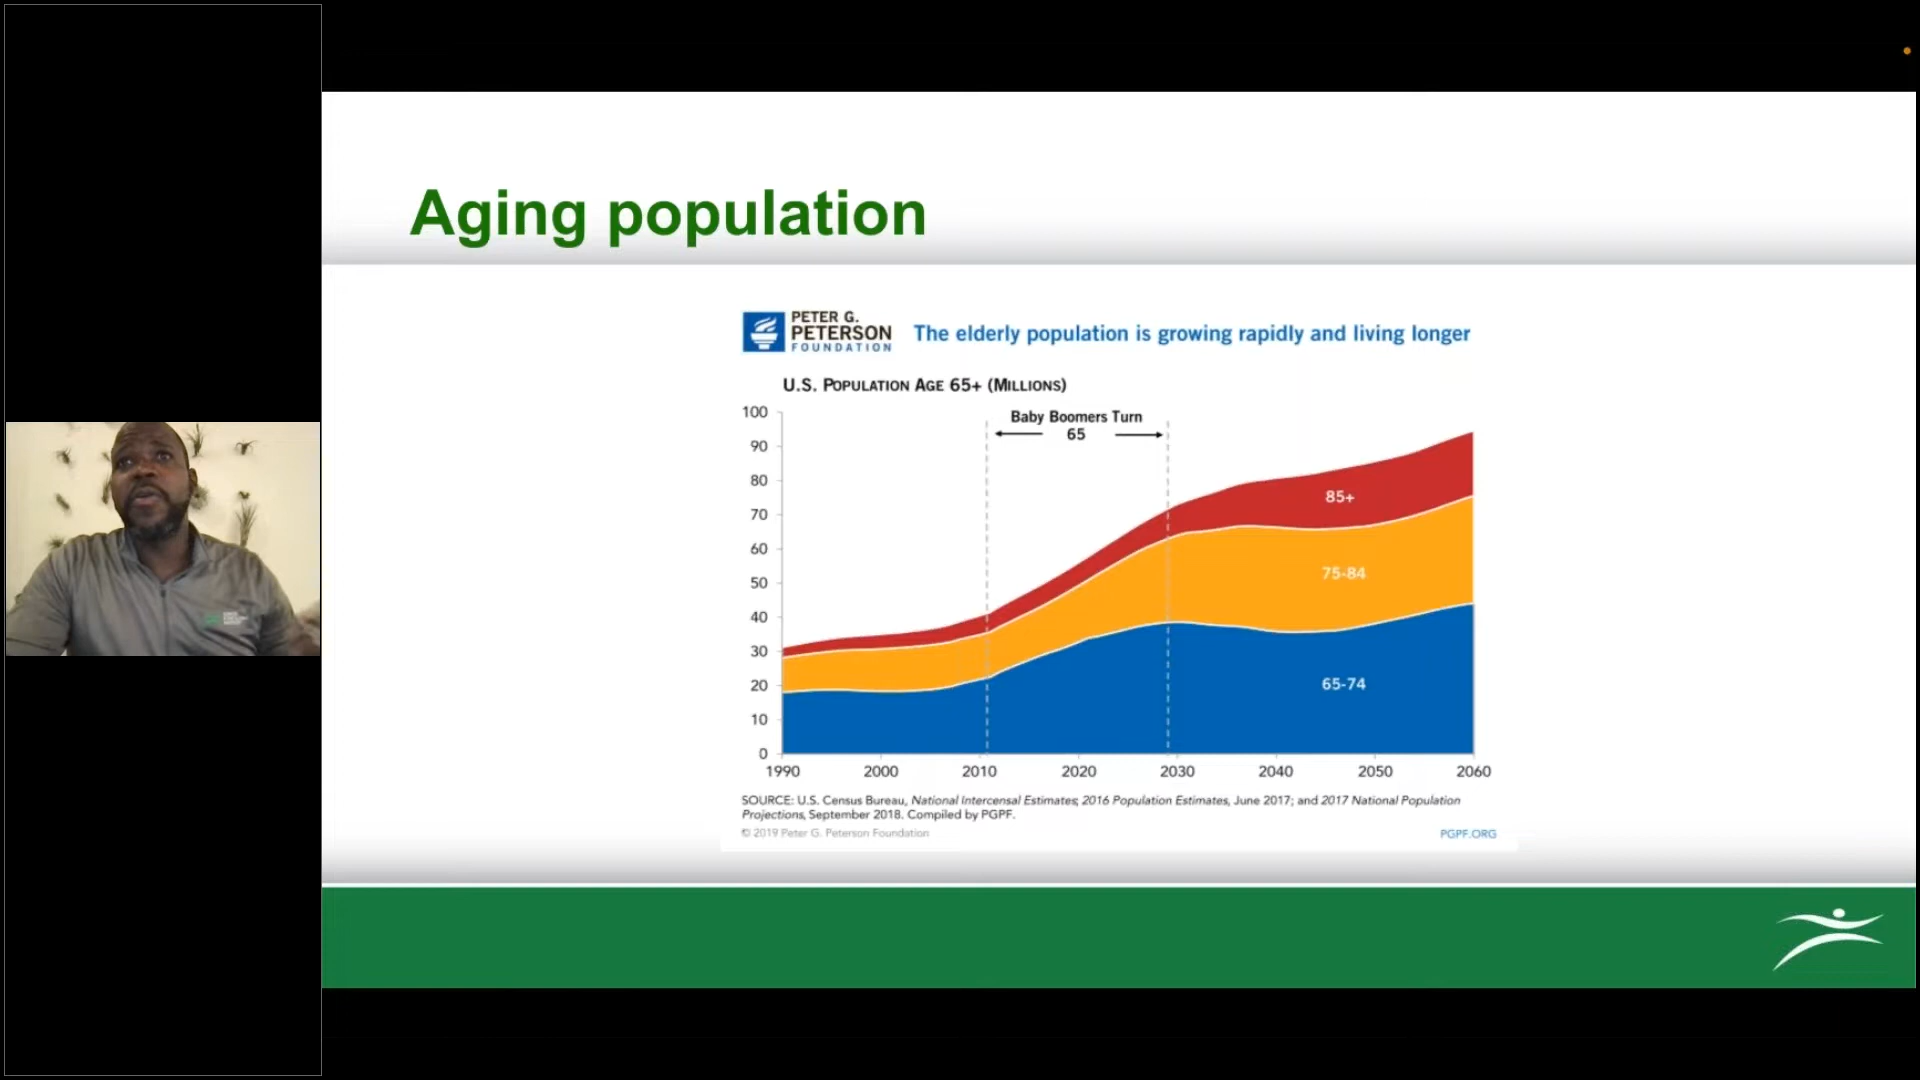 Aging population
PETER G.
PETERSON
FOUNDATION
The elderly population is growing rapidly and living longer
U.S. POPULATION AGE 65+ (MILLIONS)
Baby Boomers Turn
65
100
90
80
70
60
50
40
30
20
10
0
85+
75-84
65-74
1990 2000 2010 2020 2030 2040 2050 2060
SOURCE: U.S. Census Bureau, National Intercensal Estimates; 2016 Population Estimates, June 2017; and 2017 National Population
Projections, September 2018. Compiled by PGPF.
© 2019 Peter G. Peterson Foundation
PGPF.ORG